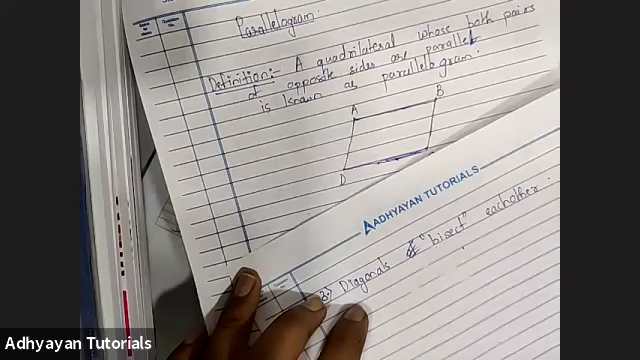 Parallelogram.
Definition:- A quadrilateral whose both pairs
of opposite sides are parallel
is known as parallelogram.
A
B
D
ADHYAYAN TUTORIALS
3.) Diagonals "bisect" eachother.
Adhyayan Tutorials